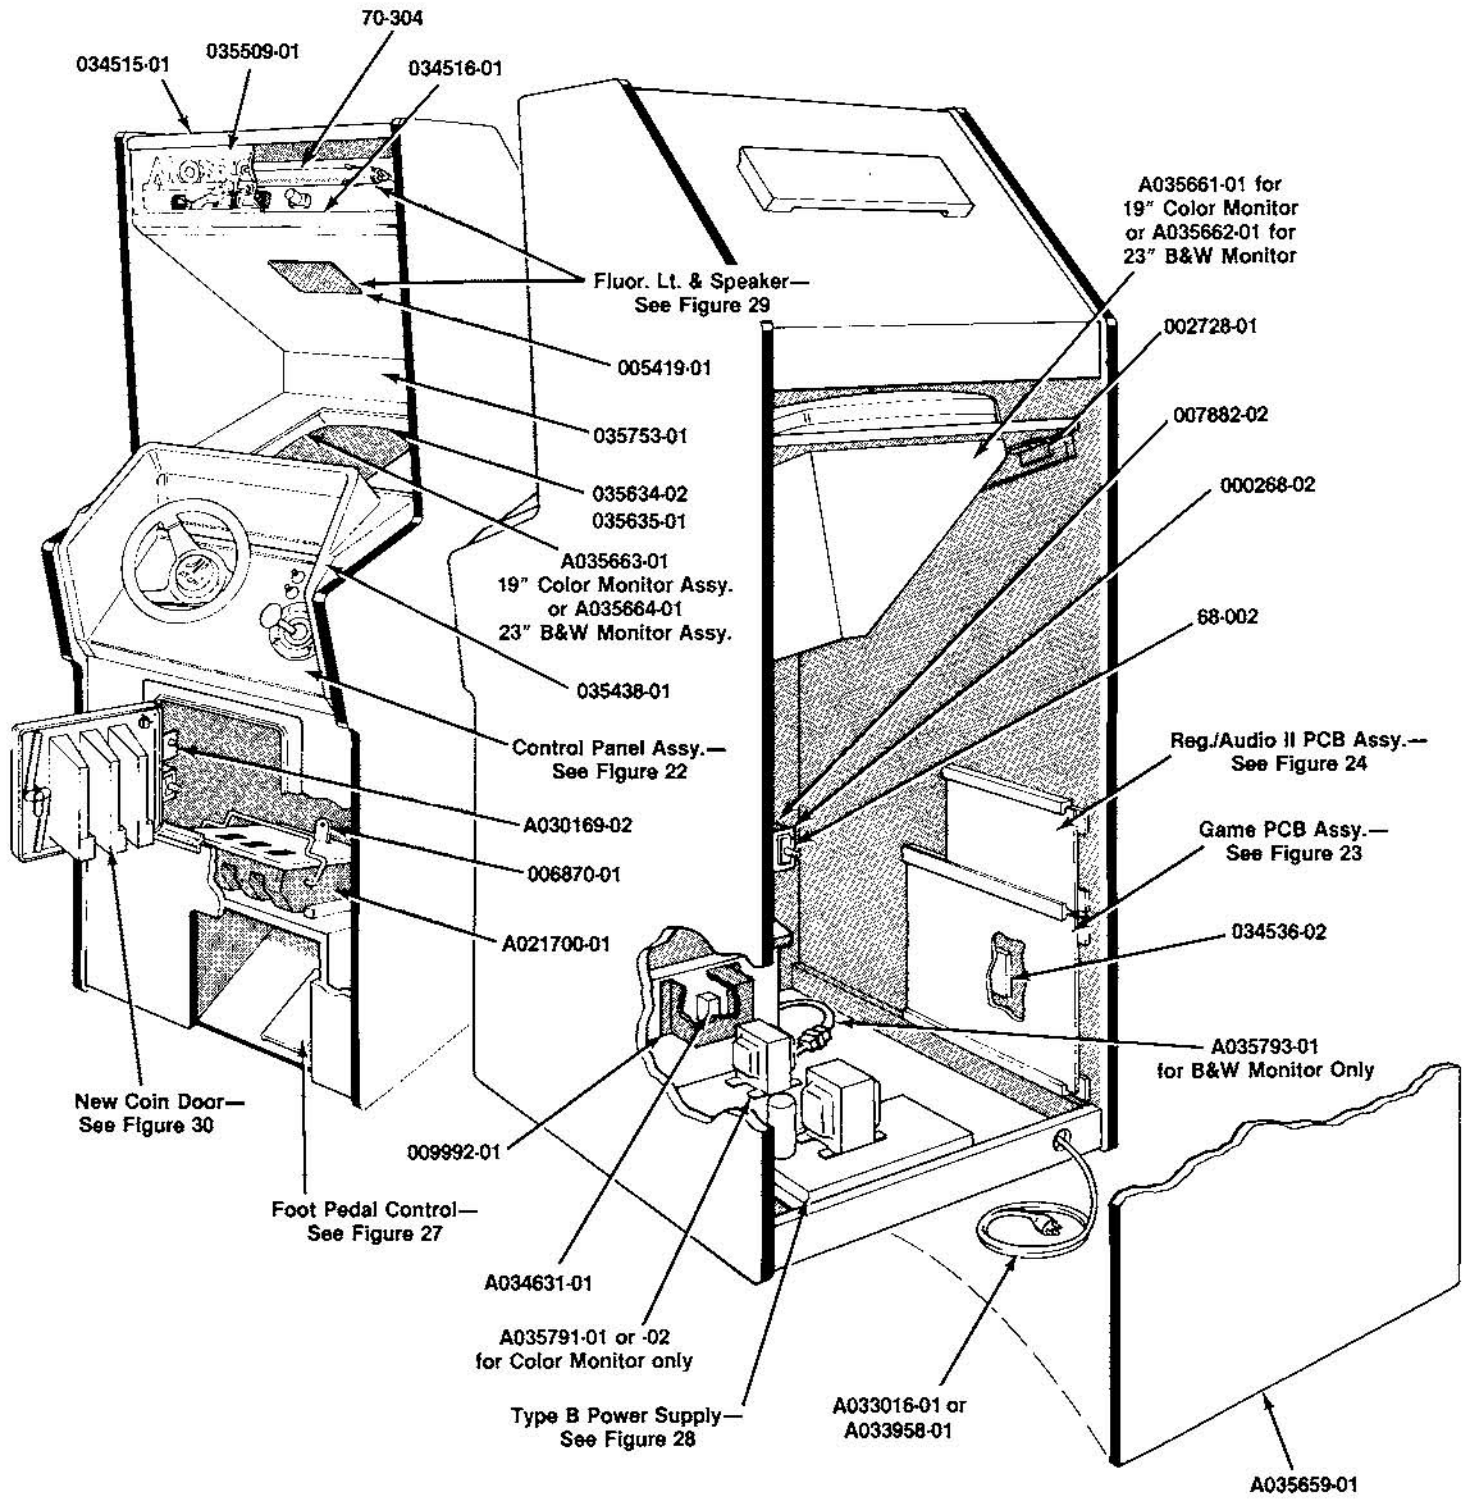 70-304
035509-01
034515-01
034516-01
A035661-01 for
19" Color Monitor
or A035662-01 for
23" B&W Monitor
Fluor. Lt. & Speaker—
See Figure 29
002728-01
005419-01
007882-02
035753-01
000268-02
035634-02
035635-01
A035663-01
19" Color Monitor Assy.
or A035664-01
23" B&W Monitor Assy.
68-002
035438-01
Control Panel Assy.—
See Figure 22
Reg./Audio II PCB Assy.—
See Figure 24
A030169-02
Game PCB Assy.—
See Figure 23
006870-01
A021700-01
034536-02
A035793-01
for B&W Monitor Only
New Coin Door—
See Figure 30
009992-01
Foot Pedal Control—
See Figure 27
A034631-01
A035791-01 or -02
for Color Monitor only
Type B Power Supply—
See Figure 28
A033016-01 or
A033958-01
A035659-01